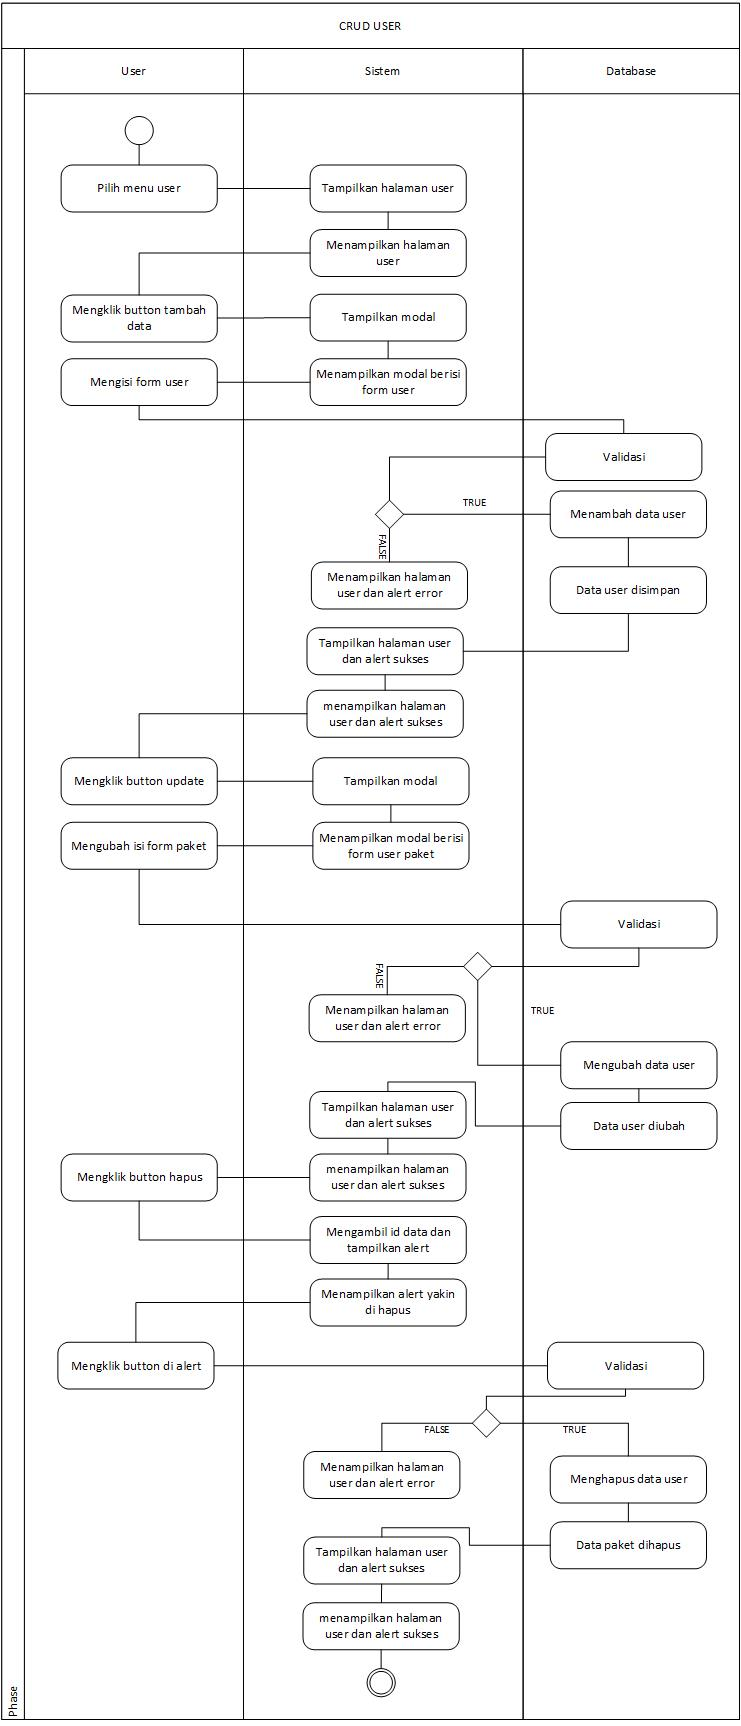 CRUD USER
User
Sistem
Database
Pilih menu user
Tampilkan halaman user
Menampilkan halaman
user
Mengklik button tambah
data
Tampilkan modal
Mengisi form user
Menampilkan modal berisi
form user
Validasi
TRUE
Menambah data user
FALSE
Menampilkan halaman
user dan alert error
Data user disimpan
Tampilkan halaman user
dan alert sukses
menampilkan halaman
user dan alert sukses
Mengklik button update
Tampilkan modal
Mengubah isi form paket
Menampilkan modal berisi
form user paket
Validasi
FALSE
Menampilkan halaman
user dan alert error
TRUE
Mengubah data user
Tampilkan halaman user
dan alert sukses
Data user diubah
Mengklik button hapus
menampilkan halaman
user dan alert sukses
Mengambil id data dan
tampilkan alert
Menampilkan alert yakin
di hapus
Mengklik button di alert
Validasi
FALSE
TRUE
Menampilkan halaman
user dan alert error
Menghapus data user
Tampilkan halaman user
dan alert sukses
Data paket dihapus
menampilkan halaman
user dan alert sukses
Phase